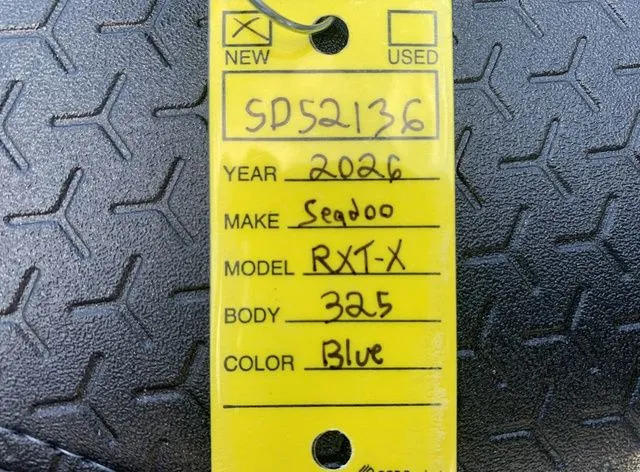 NEW USED
SD52136
YEAR 2026
MAKE Seadoo
MODEL RXT-X
BODY 325
COLOR Blue